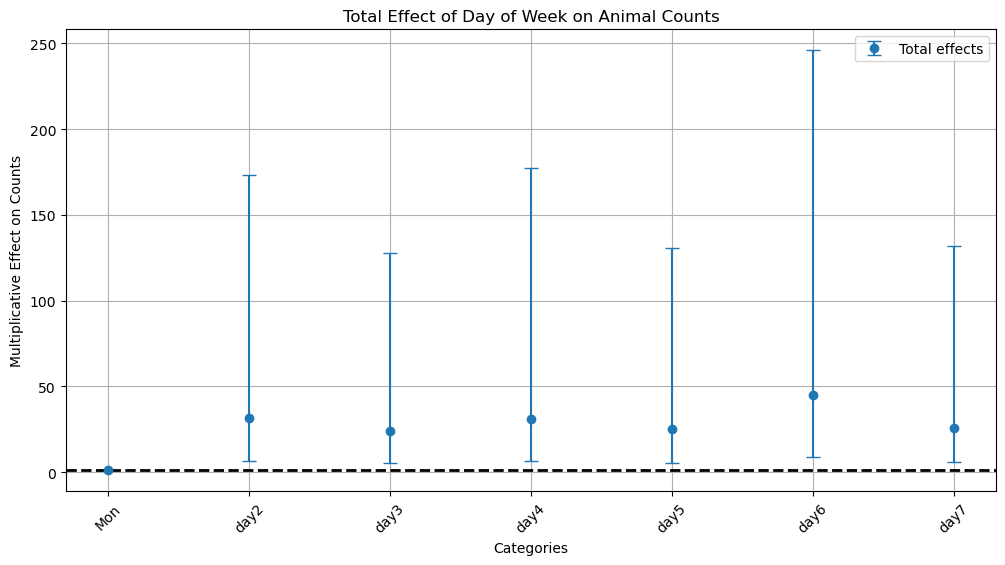 Total Effect of Day of Week on Animal Counts
Total effects
Multiplicative Effect on Counts
250
200
150
100
50
0
Mon
day2
day3
day4
day5
day6
day7
Categories